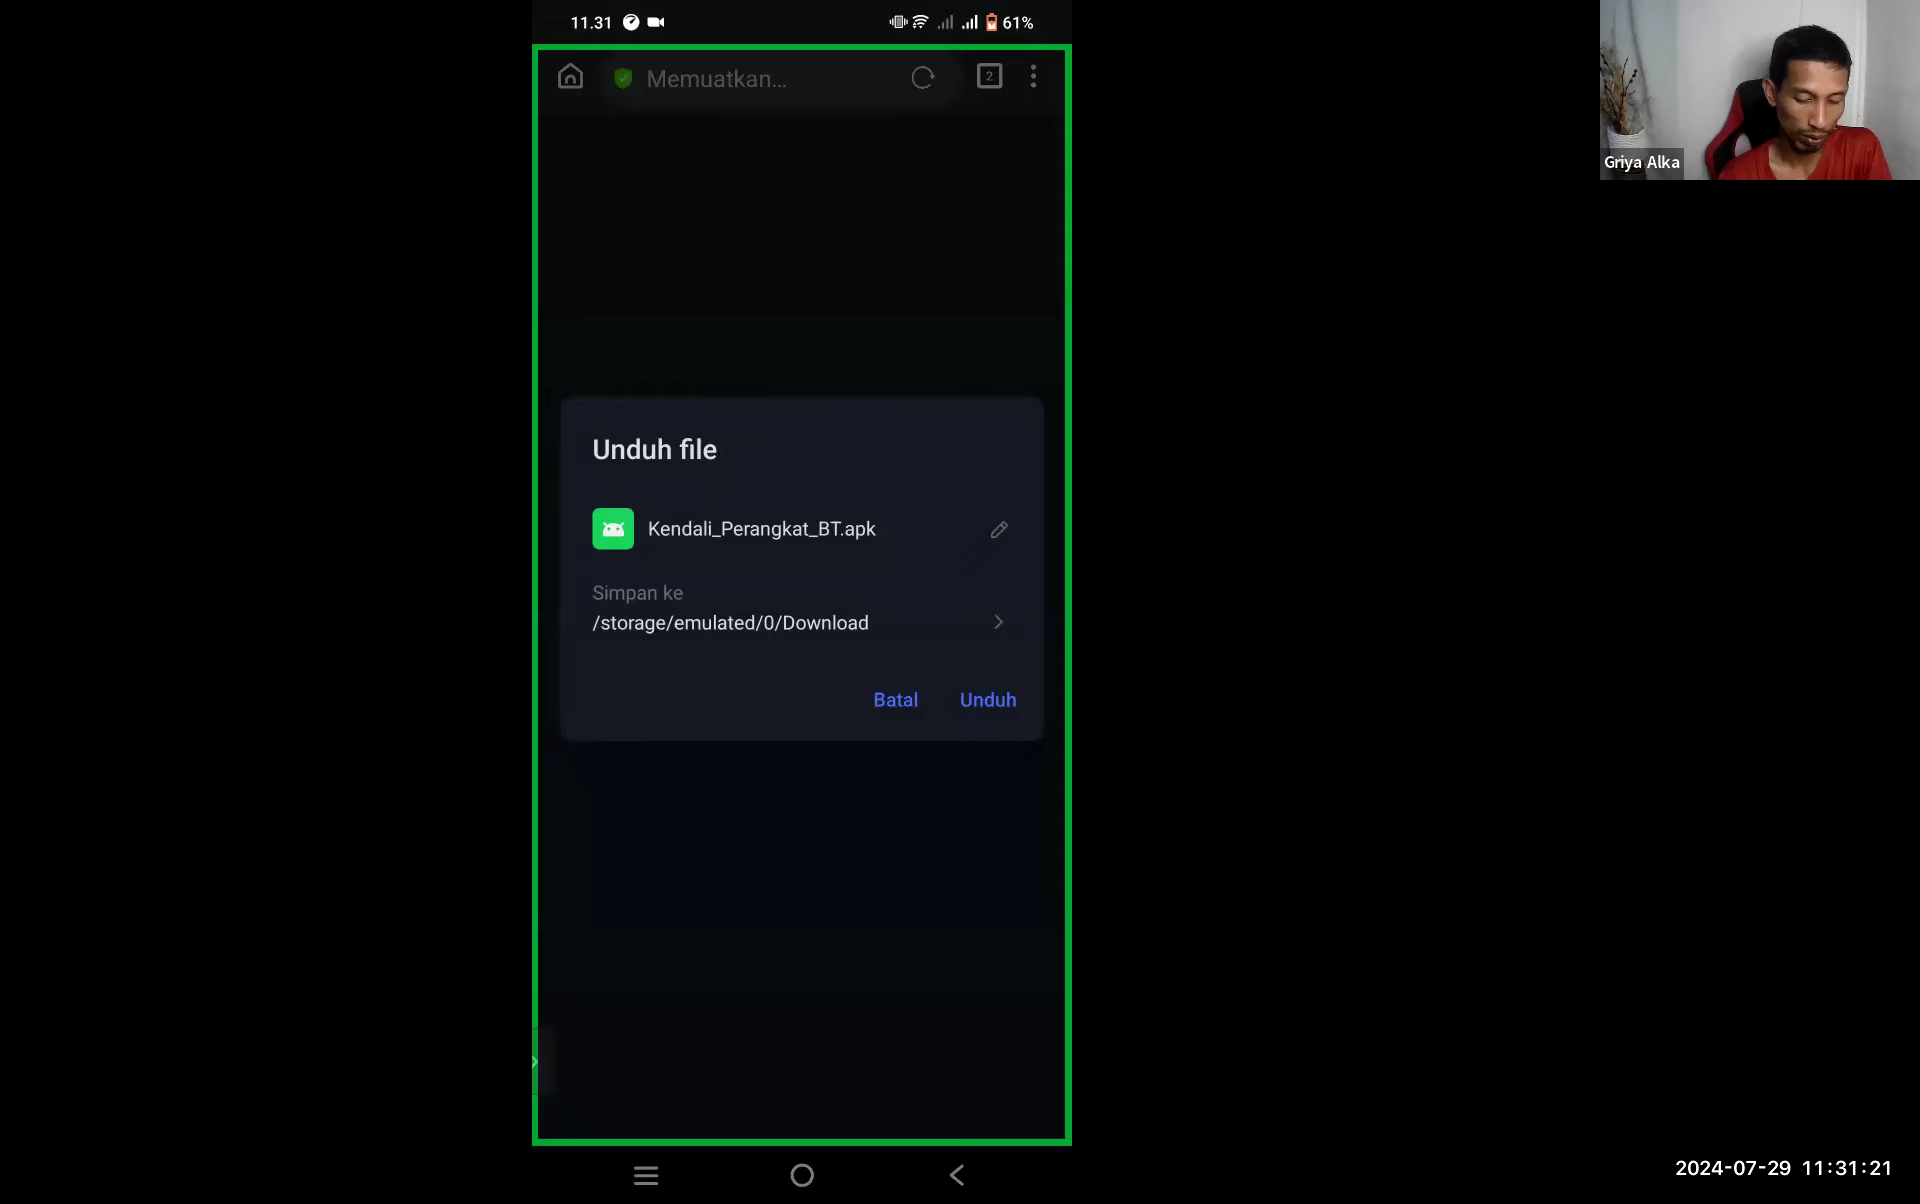 11.31
61%
Memuatkan...
2
Unduh file
Kendali_Perangkat_BT.apk
Simpan ke
/storage/emulated/0/Download
Batal
Unduh
Griya Alka
2024-07-29 11:31:21